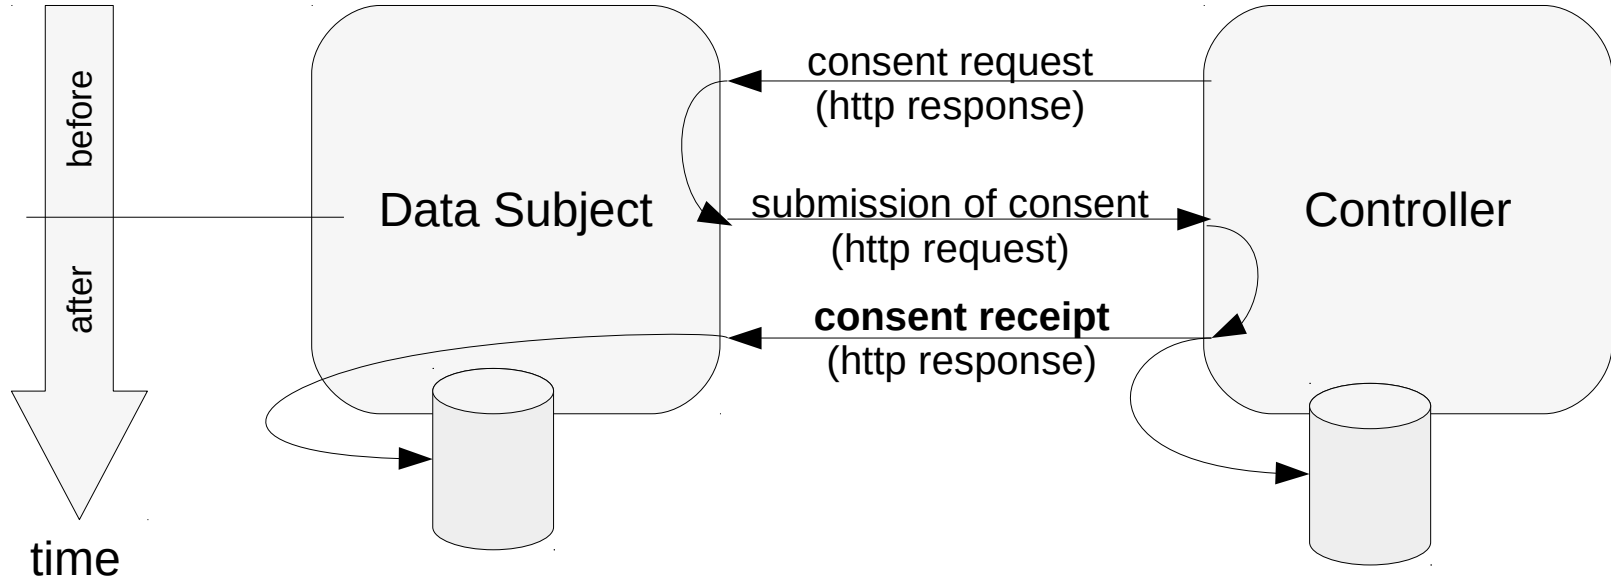 before
after
time
Data Subject
consent request
(http response)
submission of consent
(http request)
consent receipt
(http response)
Controller